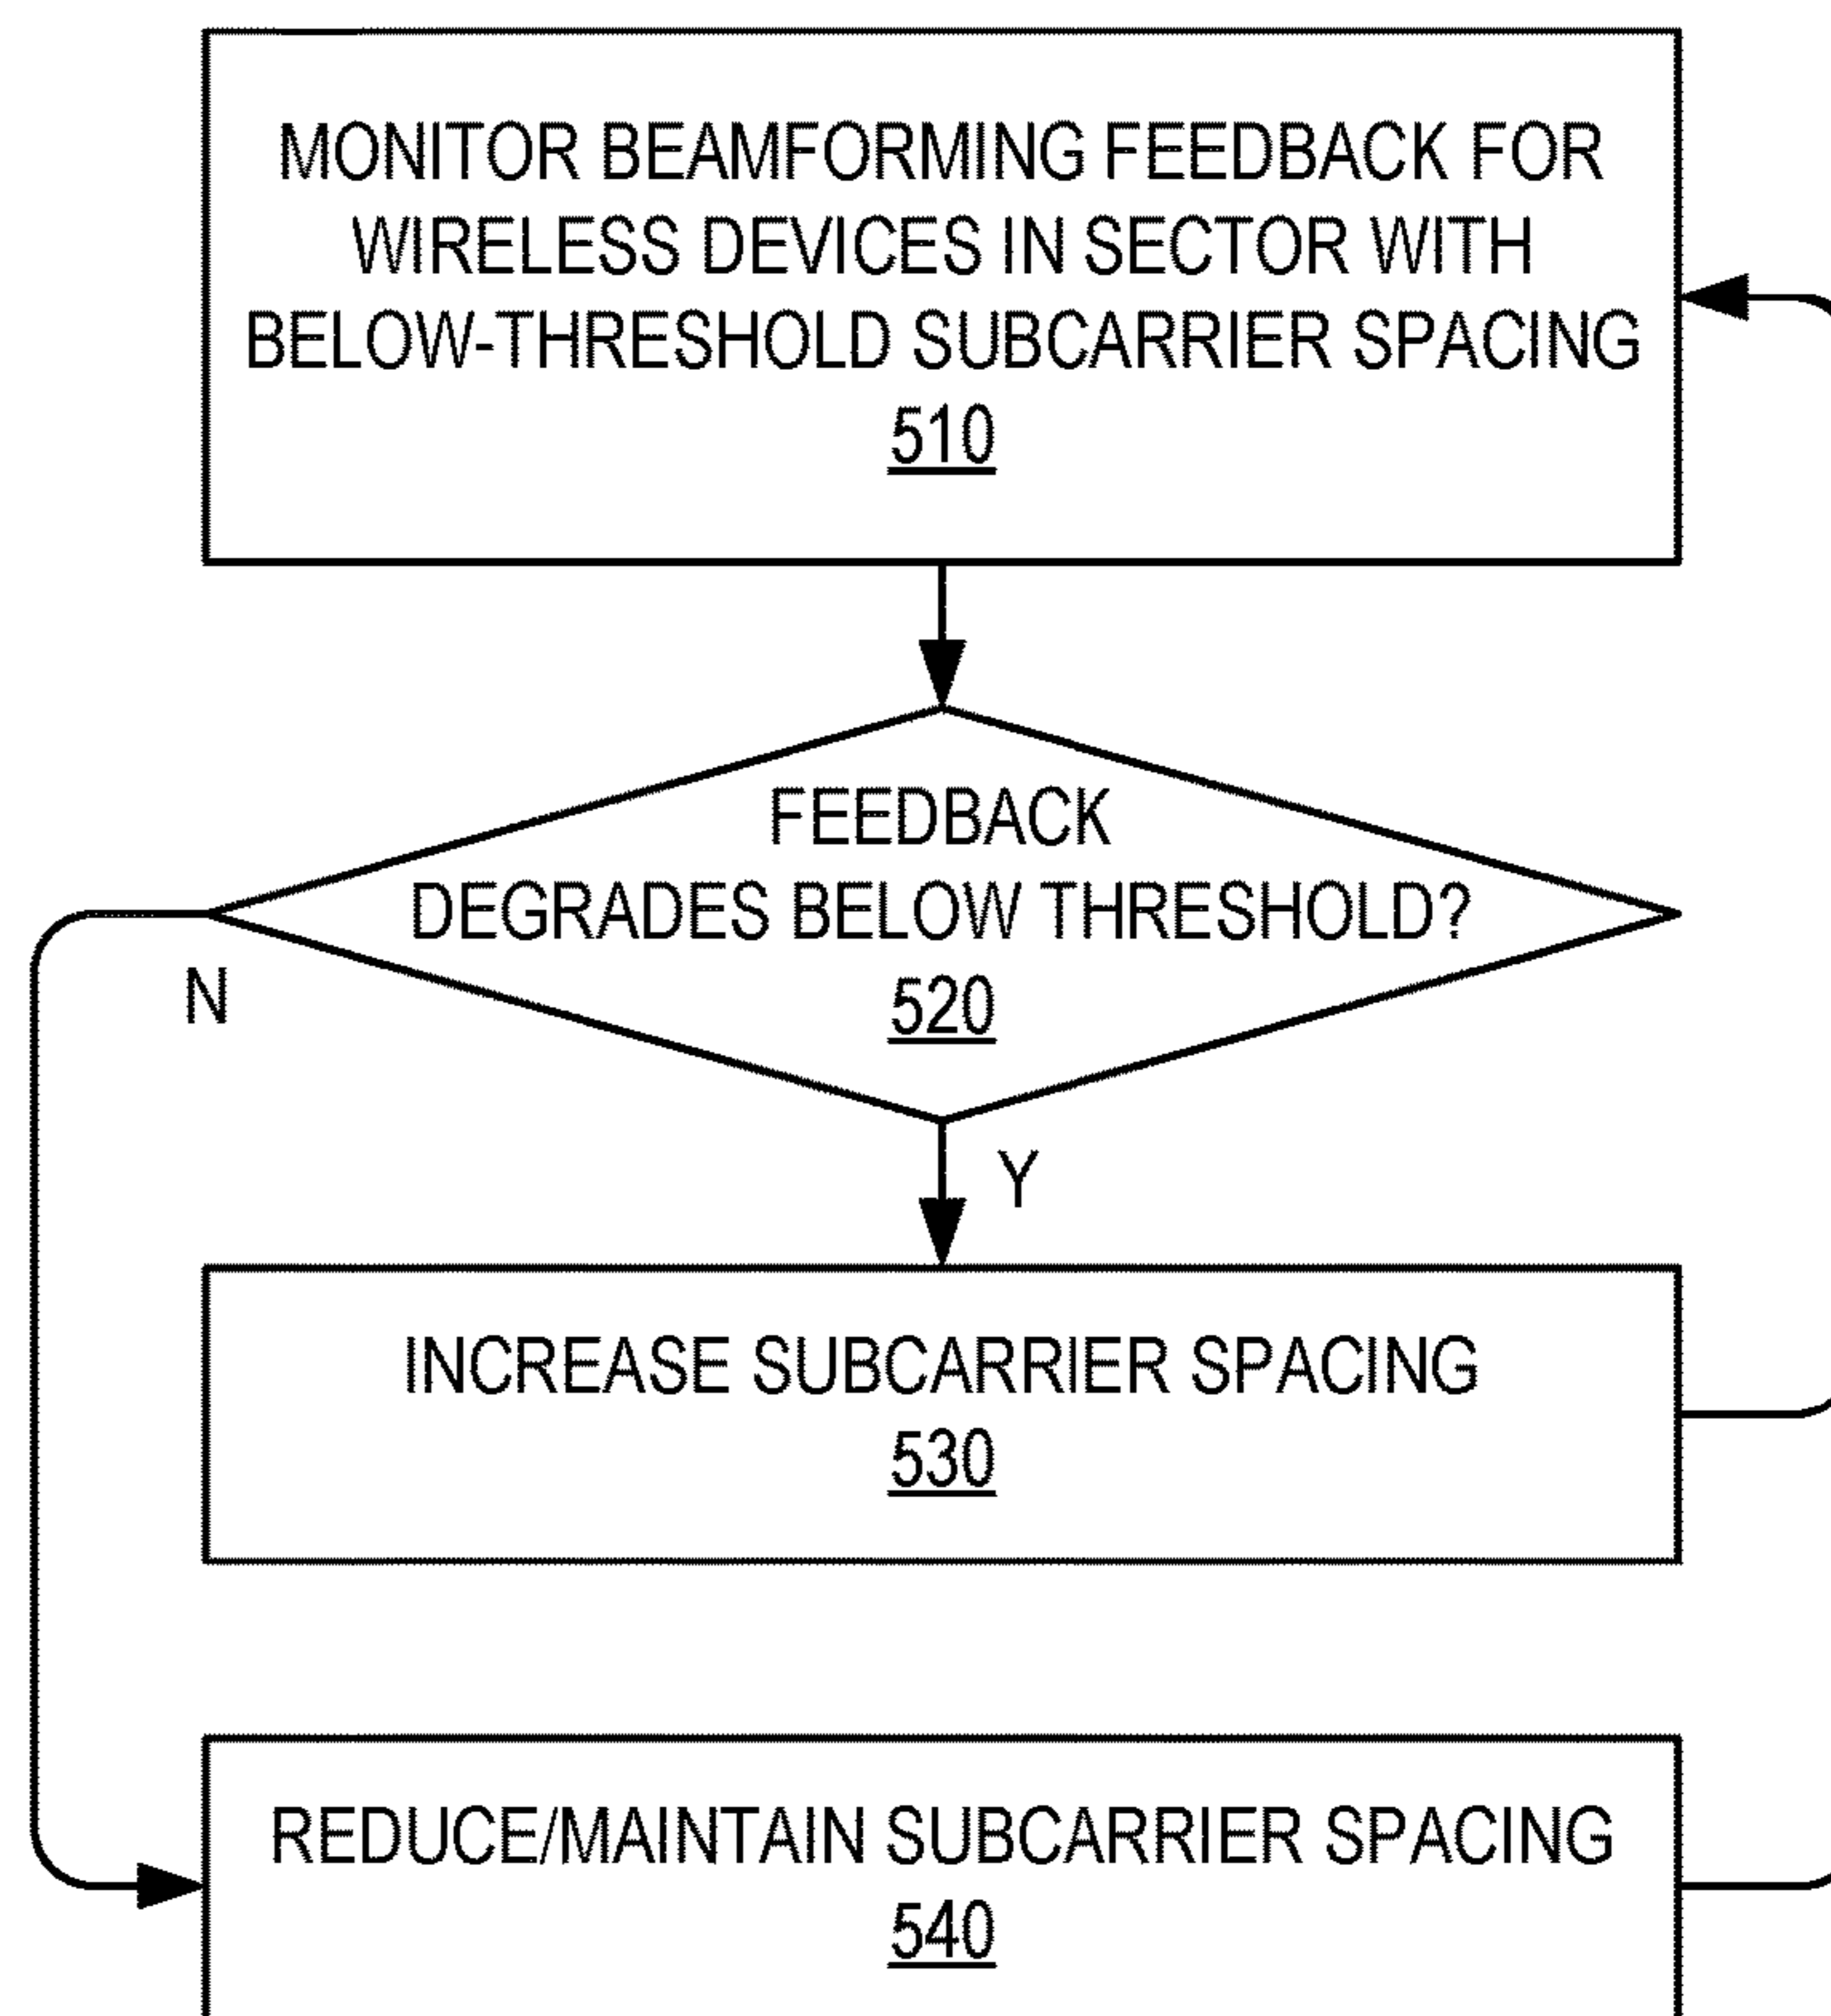 MONITOR BEAMFORMING FEEDBACK FOR
WIRELESS DEVICES IN SECTOR WITH
BELOW-THRESHOLD SUBCARRIER SPACING
510
FEEDBACK
DEGRADES BELOW THRESHOLD?
520
N
Y
INCREASE SUBCARRIER SPACING
530
REDUCE/MAINTAIN SUBCARRIER SPACING
540